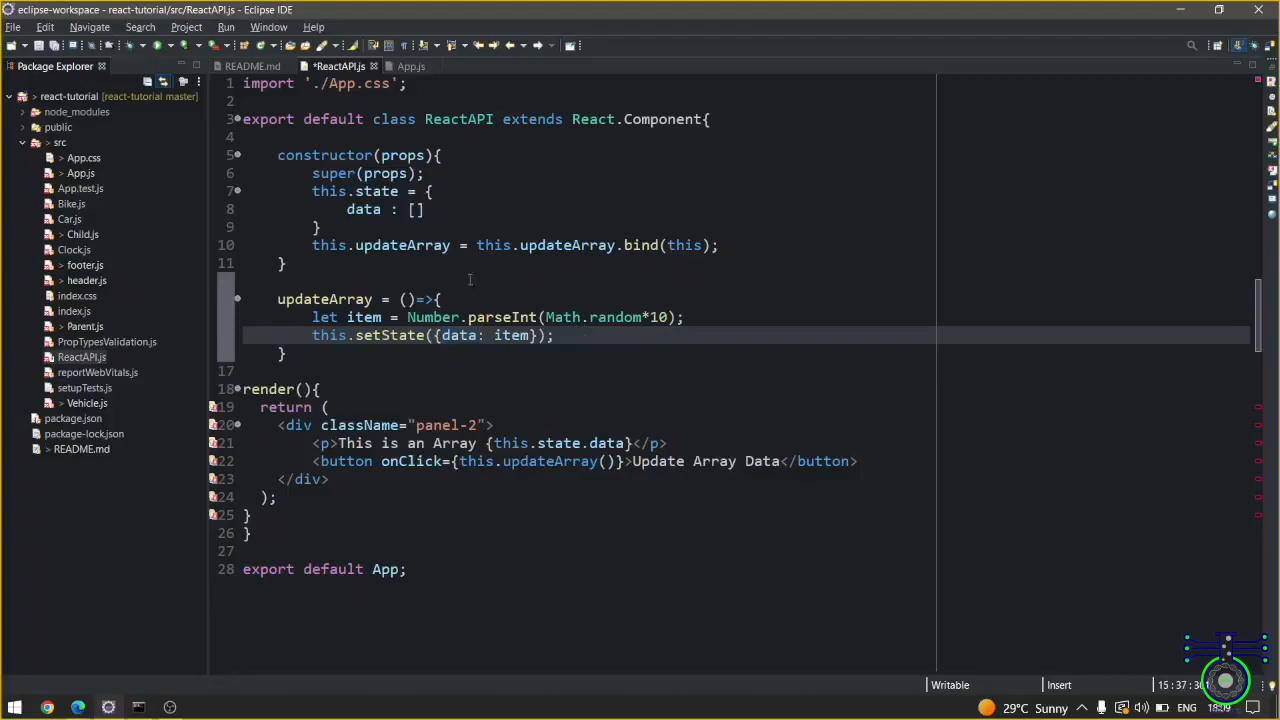 eclipse-workspace - react-tutorial/src/ReactAPI.js - Eclipse IDE
File Edit Navigate Search Project Run Window Help
Package Explorer
README.md *ReactAPI.js App.js
react-tutorial [react-tutorial master]
node_modules
public
> src
> App.css
> App.js
App.test.js
Bike.js
Car.js
> Child.js
Clock.js
> footer.js
> header.js
index.css
index.js
> Parent.js
PropTypesValidation.js
ReactAPI.js
reportWebVitals.js
setupTests.js
> Vehicle.js
package.json
package-lock.json
> README.md
1 import './App.css';
2
3 export default class ReactAPI extends React.Component{
4
5 constructor(props){
6 super(props);
7 this.state = {
8 data : []
9 }
10 this.updateArray = this.updateArray.bind(this);
11 }
updateArray = ()=>{
let item = Number.parseInt(Math.random*10);
this.setState({data: item});
}
17
18 render(){
19 return (
20 <div className="panel-2">
21 <p>This is an Array {this.state.data}</p>
22 <button onClick={this.updateArray()}>Update Array Data</button>
23 </div>
24 );
25 }
26 }
27
28 export default App;
Writable Insert 15:37:30
29°C Sunny ENG 18:09